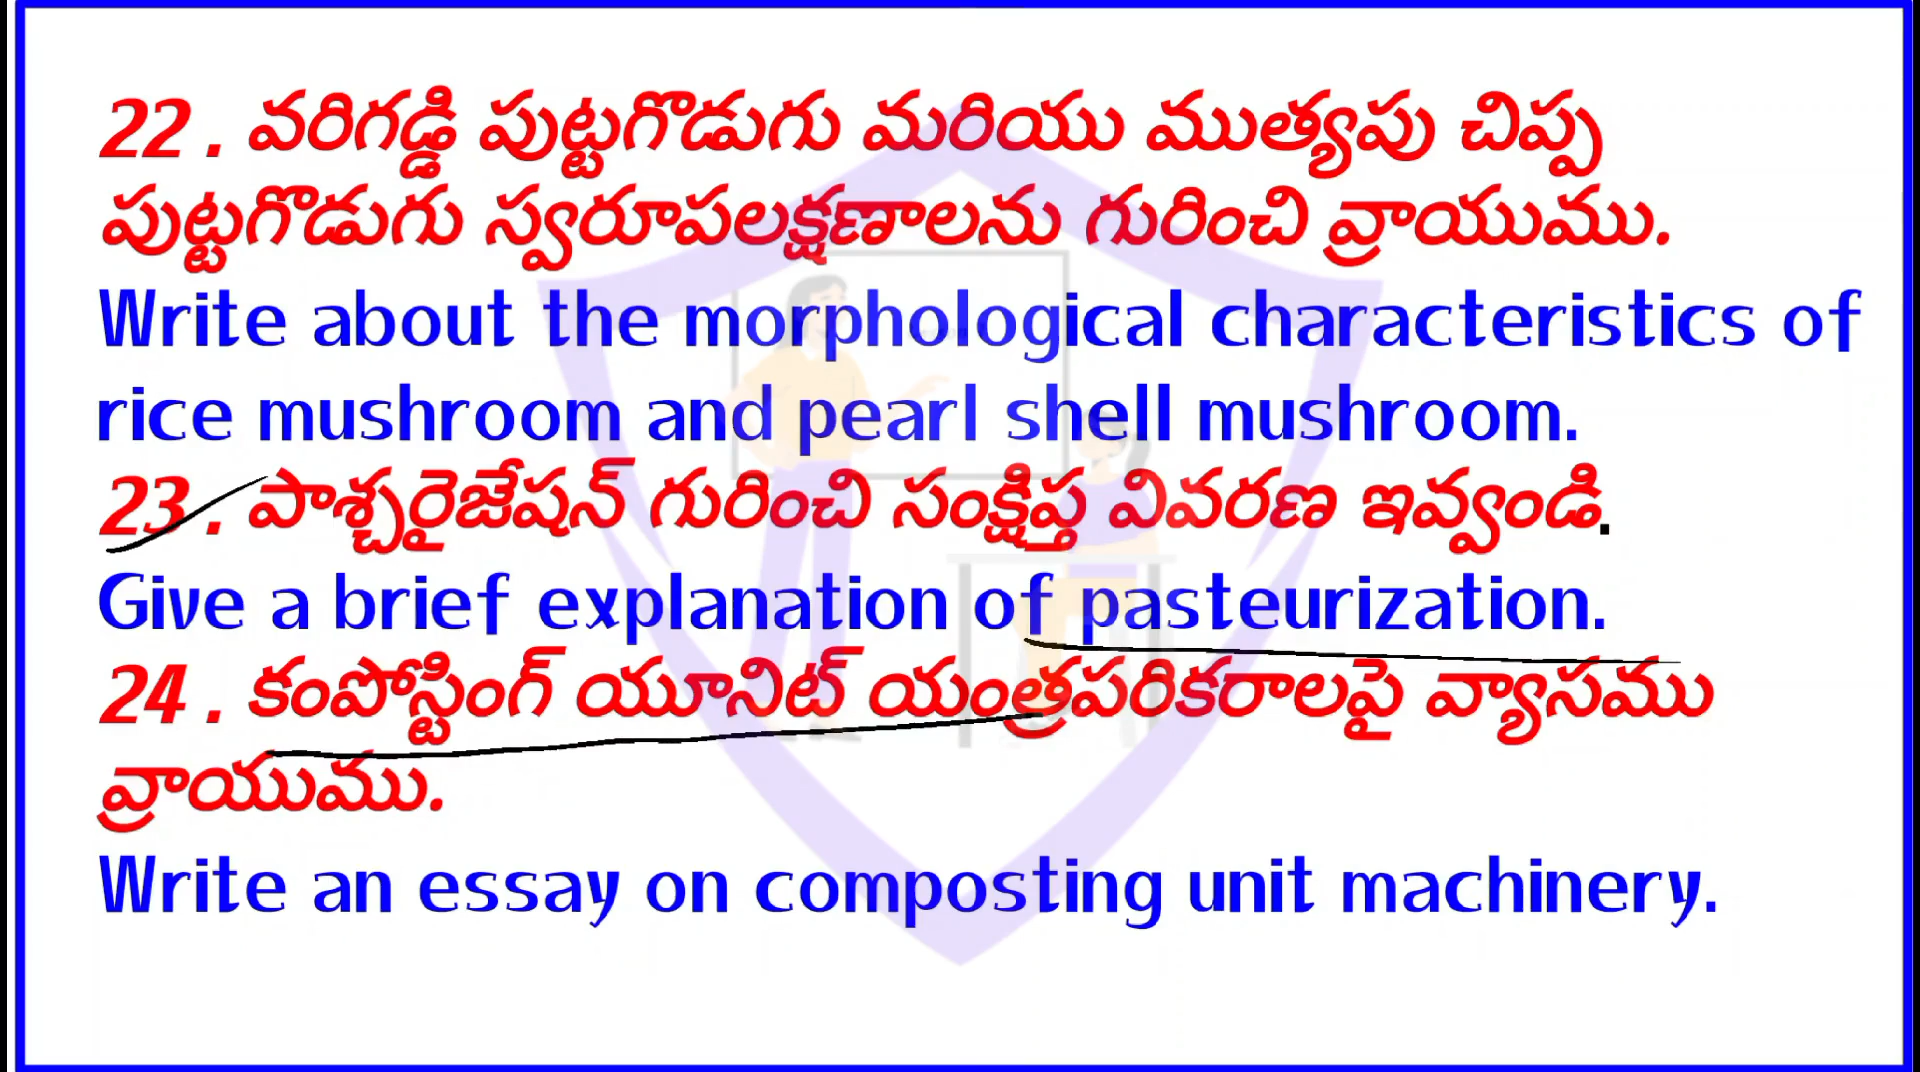 22 . వరిగడ్డి పుట్టగొడుగు మరియు ముత్యపు చిప్ప
పుట్టగొడుగు స్వరూపలక్షణాలను గురించి వ్రాయుము.
Write about the morphological characteristics of
rice mushroom and pearl shell mushroom.
23 . పాశ్చరైజేషన్ గురించి సంక్షిప్త వివరణ ఇవ్వండి.
Give a brief explanation of pasteurization.
24 . కంపోస్టింగ్ యూనిట్ యంత్రపరికరాలపై వ్యాసము
వ్రాయుము.
Write an essay on composting unit machinery.